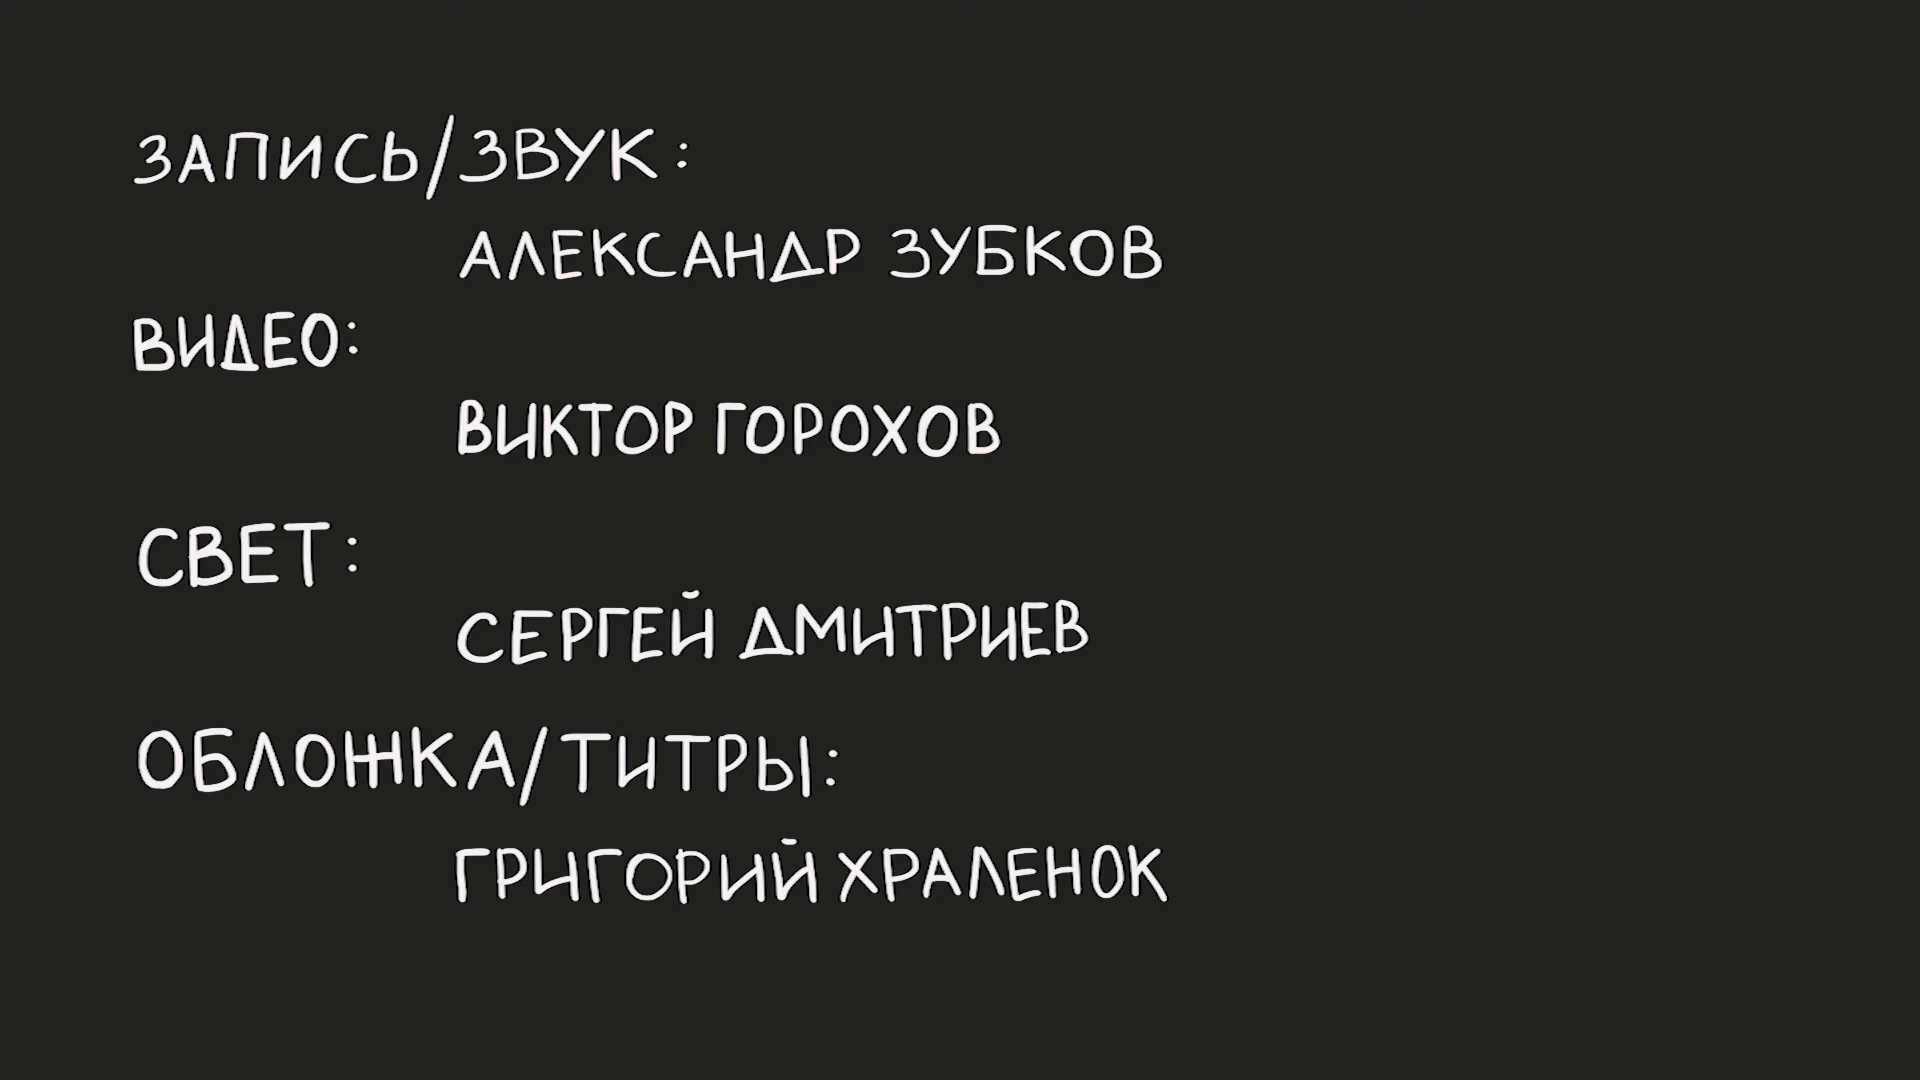 ЗАПИСЬ/ЗВУК:
АЛЕКСАНДР ЗУБКОВ
ВИДЕО:
ВИКТОР ГОРОХОВ
СВЕТ:
СЕРГЕЙ ДМИТРИЕВ
ОБЛОЖКА/ТИТРЫ:
ГРИГОРИЙ ХРАЛЕНОК